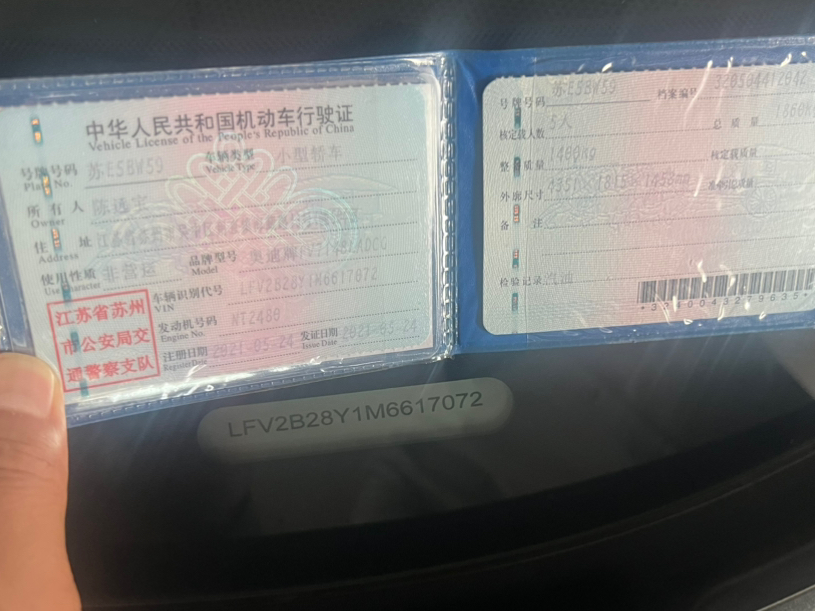 中华人民共和国机动车行驶证
Vehicle License of the People's Republic of China
号牌号码 苏E58W59 车辆类型 小型轿车
Plate No. Vehicle Type
所有人
Owner
住址
Address
使用性质 非营运 品牌型号
Use Character Model
车辆识别代号 LFV2B28Y1M6617072
VIN
发动机号码 NT2480
Engine No.
注册日期 2021-05-24 发证日期 2021-05-24
Register Date Issue Date
江苏省苏州
市公安局交
通警察支队
号牌号码 苏E58W59 档案编号
核定载人数 5人 总质量 1860kg
整备质量 1400kg 核定载质量
外廓尺寸
备注
检验记录 汽油
LFV2B28Y1M6617072